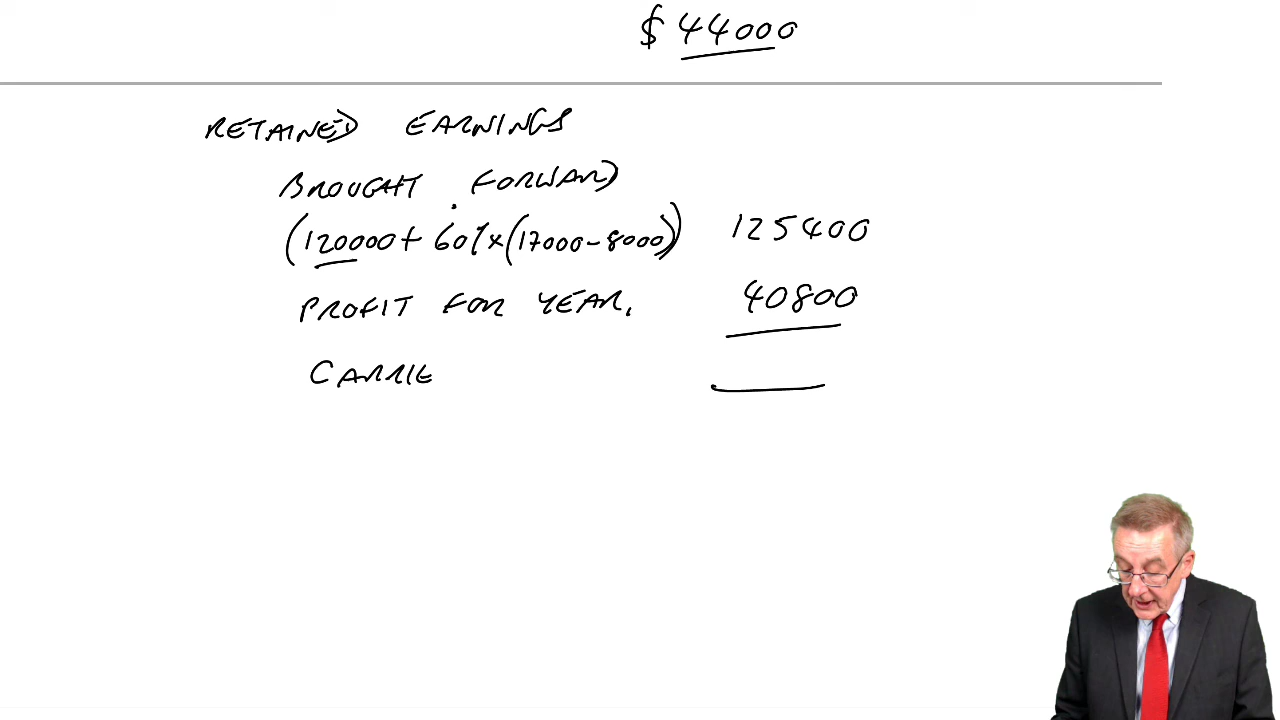 $ 44000
RETAINED EARNINGS
BROUGHT FORWARD
(120000 + 60% x (17000 - 8000)) 125400
PROFIT FOR YEAR. 40800
CARRIE